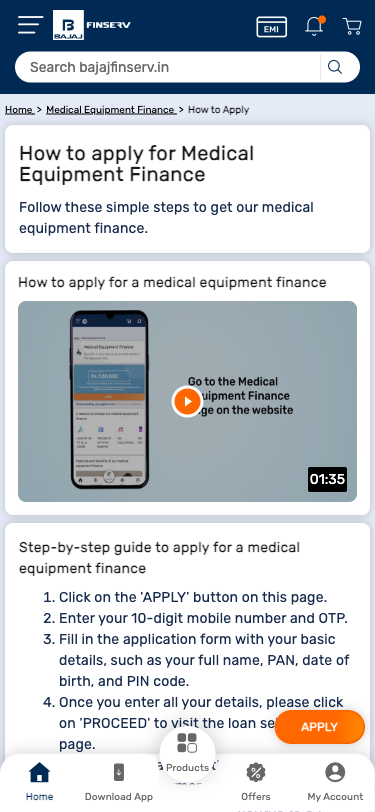 BAJAJ FINSERV
EMI
Search bajajfinserv.in
Home > Medical Equipment Finance > How to Apply
How to apply for Medical
Equipment Finance
Follow these simple steps to get our medical
equipment finance.
How to apply for a medical equipment finance
Medical Equipment Finance
Go to the Medical
Equipment Finance
page on the website
01:35
Step-by-step guide to apply for a medical
equipment finance
1. Click on the 'APPLY' button on this page.
2. Enter your 10-digit mobile number and OTP.
3. Fill in the application form with your basic
details, such as your full name, PAN, date of
birth, and PIN code.
4. Once you enter all your details, please click
on 'PROCEED' to visit the loan se
page.
APPLY
Home
Download App
Products
Offers
My Account